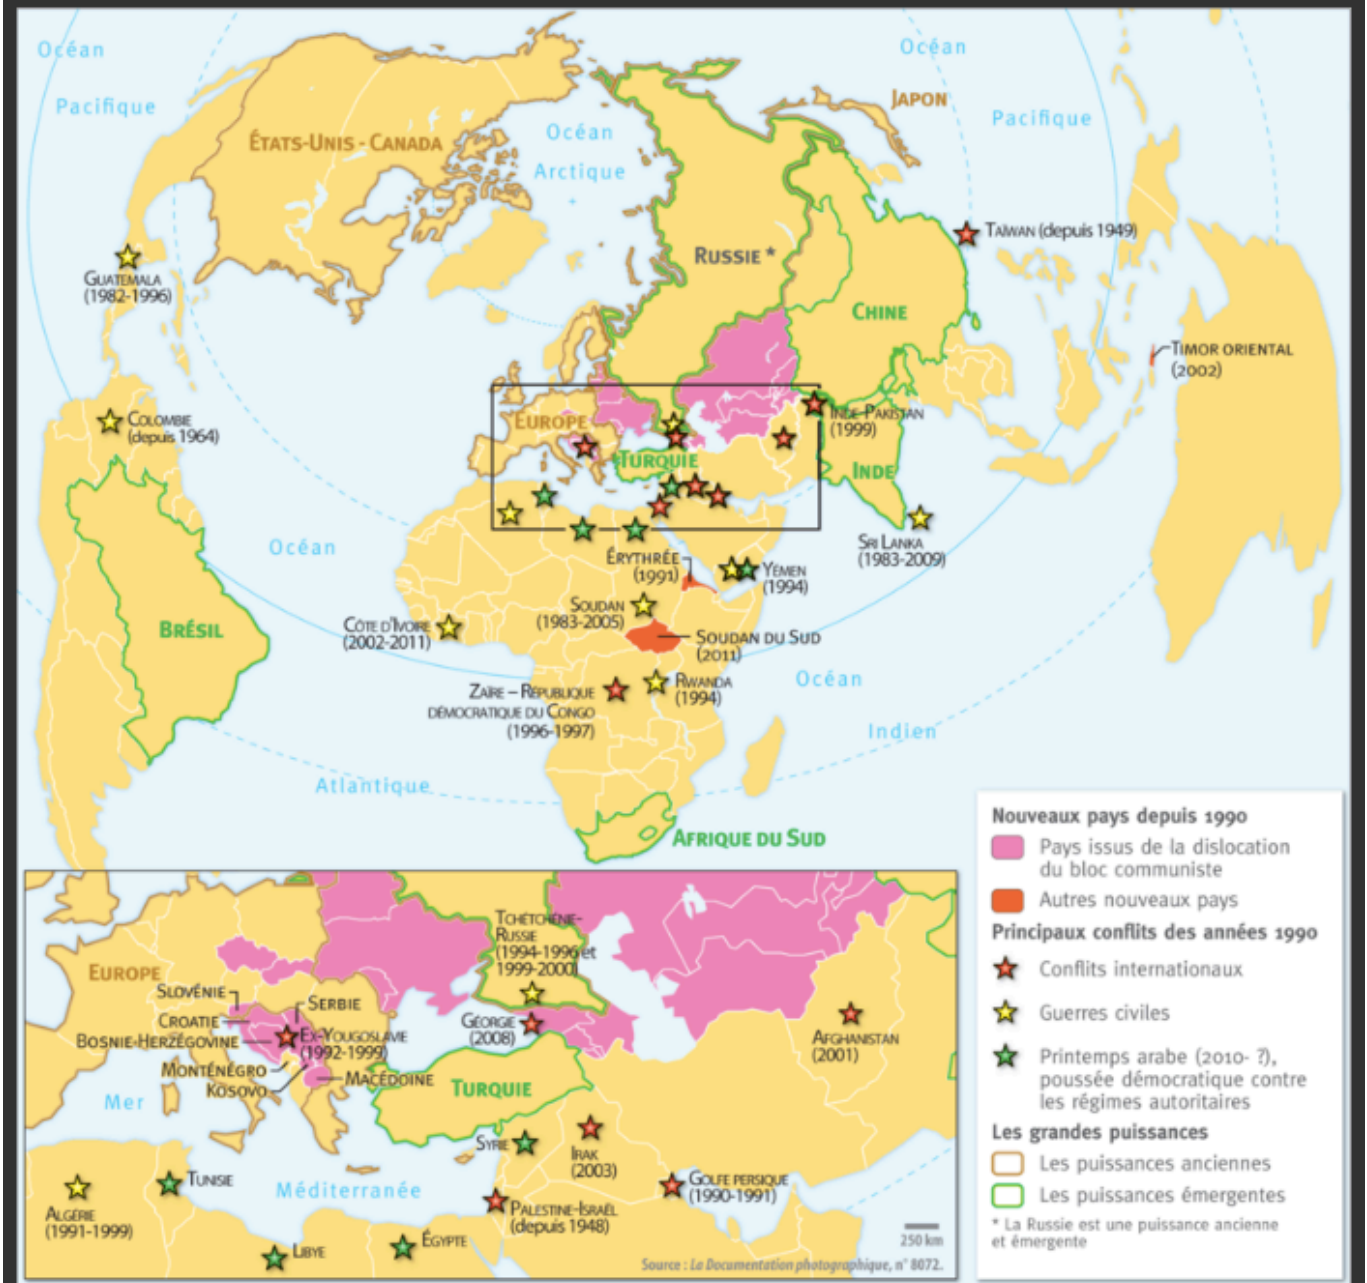 Océan
Pacifique
États-Unis - Canada
Océan
Arctique
Océan
Pacifique
Japon
Russie *
Taïwan (depuis 1949)
Guatemala
(1982-1996)
Chine
Timor oriental
(2002)
Colombie
(depuis 1964)
Europe
Inde-Pakistan
(1999)
Turquie
Inde
Océan
Sri Lanka
(1983-2009)
Érythrée
(1991)
Yémen
(1994)
Brésil
Soudan
(1983-2005)
Côte d'Ivoire
(2002-2011)
Soudan du Sud
(2011)
Zaïre – République
démocratique du Congo
(1996-1997)
Rwanda
(1994)
Océan
Indien
Atlantique
Afrique du Sud
Nouveaux pays depuis 1990
Pays issus de la dislocation
du bloc communiste
Autres nouveaux pays
Principaux conflits des années 1990
Conflits internationaux
Guerres civiles
Printemps arabe (2010- ?),
poussée démocratique contre
les régimes autoritaires
Les grandes puissances
Les puissances anciennes
Les puissances émergentes
* La Russie est une puissance ancienne
et émergente
Tchétchénie-
Russie
(1994-1996 et
1999-2000)
Europe
Slovénie
Serbie
Croatie
Géorgie
(2008)
Bosnie-Herzégovine
Ex-Yougoslavie
(1992-1999)
Afghanistan
(2001)
Monténégro
Kosovo
Macédoine
Turquie
Mer
Méditerranée
Syrie
Irak
(2003)
Tunisie
Golfe persique
(1990-1991)
Algérie
(1991-1999)
Palestine-Israël
(depuis 1948)
Libye
Égypte
250 km
Source : La Documentation photographique, n° 8072.